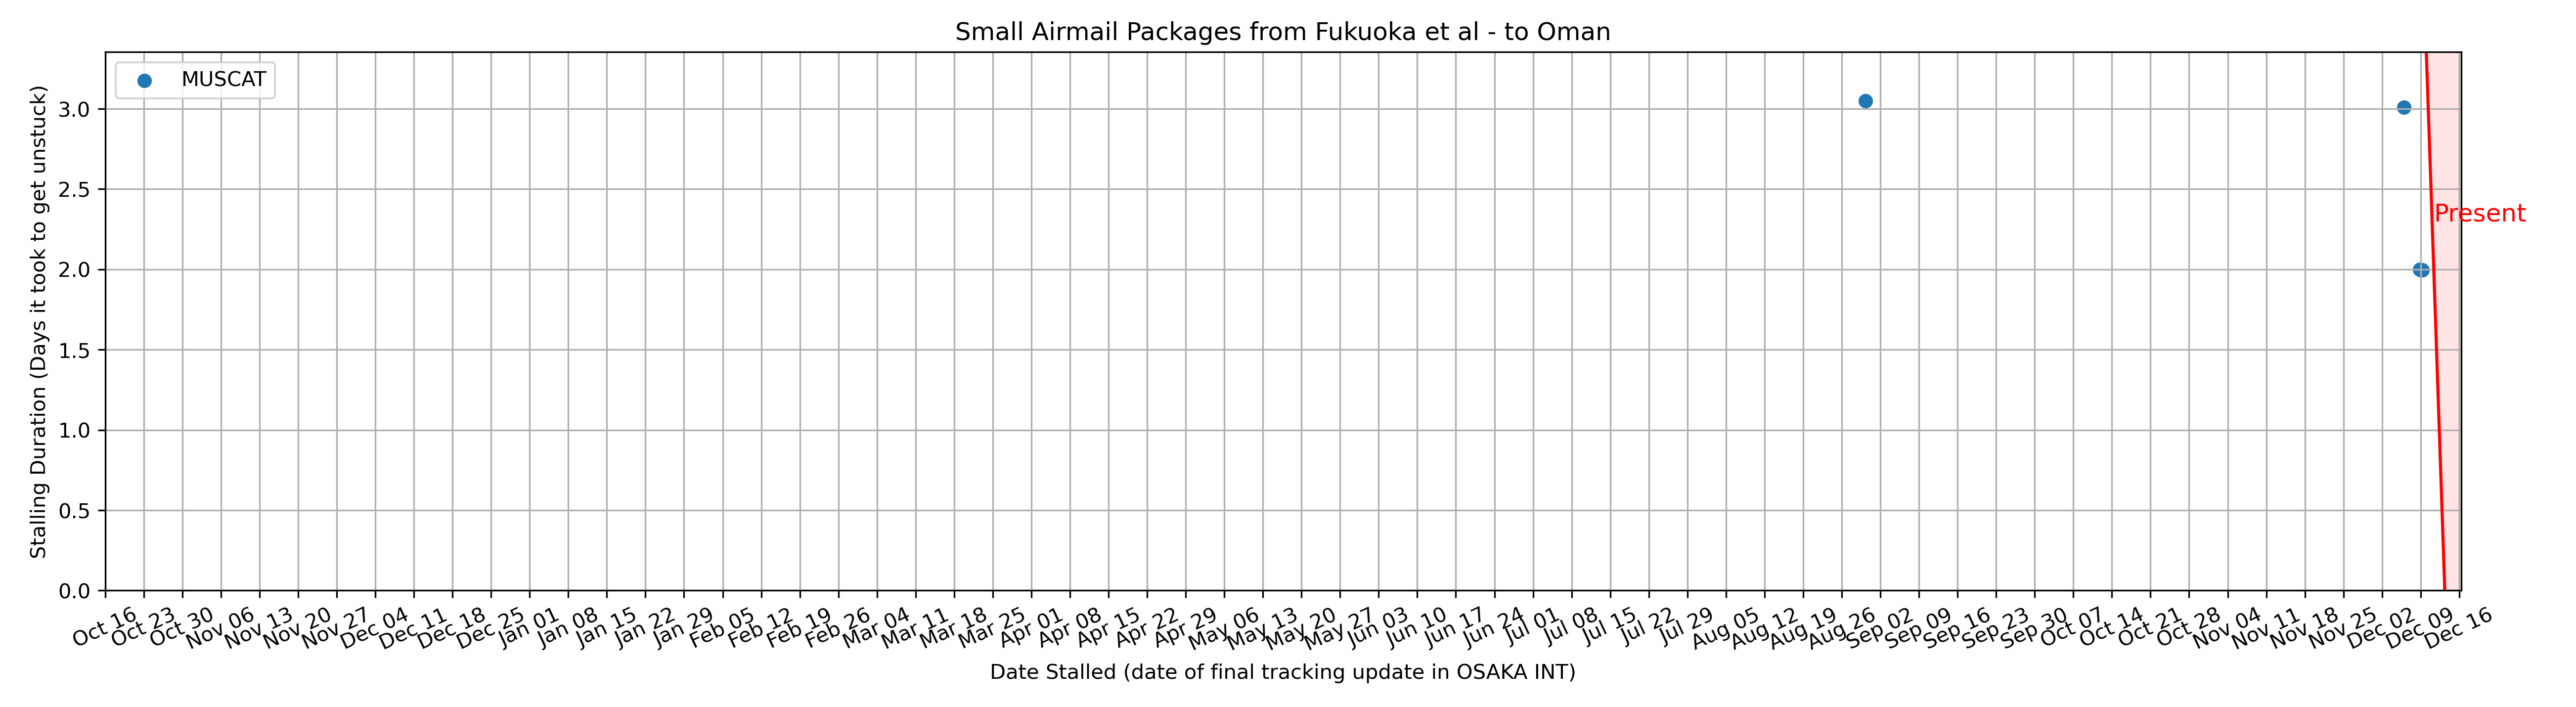 Small Airmail Packages from Fukuoka et al - to Oman
MUSCAT
Stalling Duration (Days it took to get unstuck)
3.0
2.5
2.0
1.5
1.0
0.5
0.0
Present
Oct 16
Oct 23
Oct 30
Nov 06
Nov 13
Nov 20
Nov 27
Dec 04
Dec 11
Dec 18
Dec 25
Jan 01
Jan 08
Jan 15
Jan 22
Jan 29
Feb 05
Feb 12
Feb 19
Feb 26
Mar 04
Mar 11
Mar 18
Mar 25
Apr 01
Apr 08
Apr 15
Apr 22
Apr 29
May 06
May 13
May 20
May 27
Jun 03
Jun 10
Jun 17
Jun 24
Jul 01
Jul 08
Jul 15
Jul 22
Jul 29
Aug 05
Aug 12
Aug 19
Aug 26
Sep 02
Sep 09
Sep 16
Sep 23
Sep 30
Oct 07
Oct 14
Oct 21
Oct 28
Nov 04
Nov 11
Nov 18
Nov 25
Dec 02
Dec 09
Dec 16
Date Stalled (date of final tracking update in OSAKA INT)